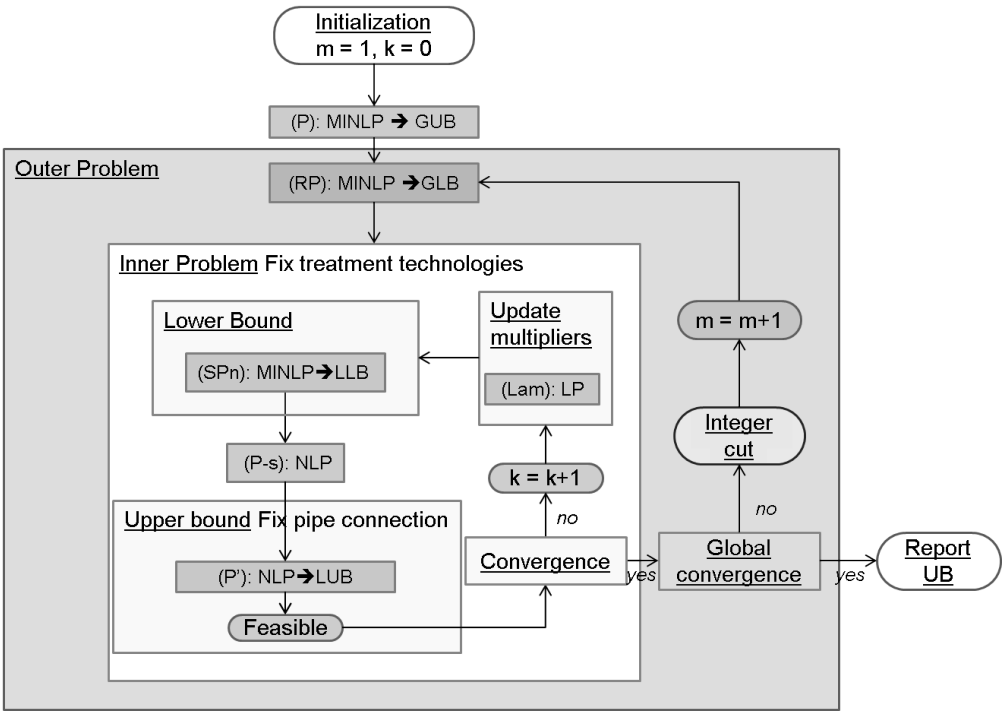 Initialization
m = 1, k = 0
(P): MINLP ➔ GUB
Outer Problem
(RP): MINLP ➔GLB
Inner Problem Fix treatment technologies
Lower Bound
(SPn): MINLP➔LLB
Update
multipliers
(Lam): LP
m = m+1
Integer
cut
(P-s): NLP
k = k+1
no
no
Upper bound Fix pipe connection
(P'): NLP➔LUB
Feasible
Convergence
yes
Global
convergence
yes
Report
UB